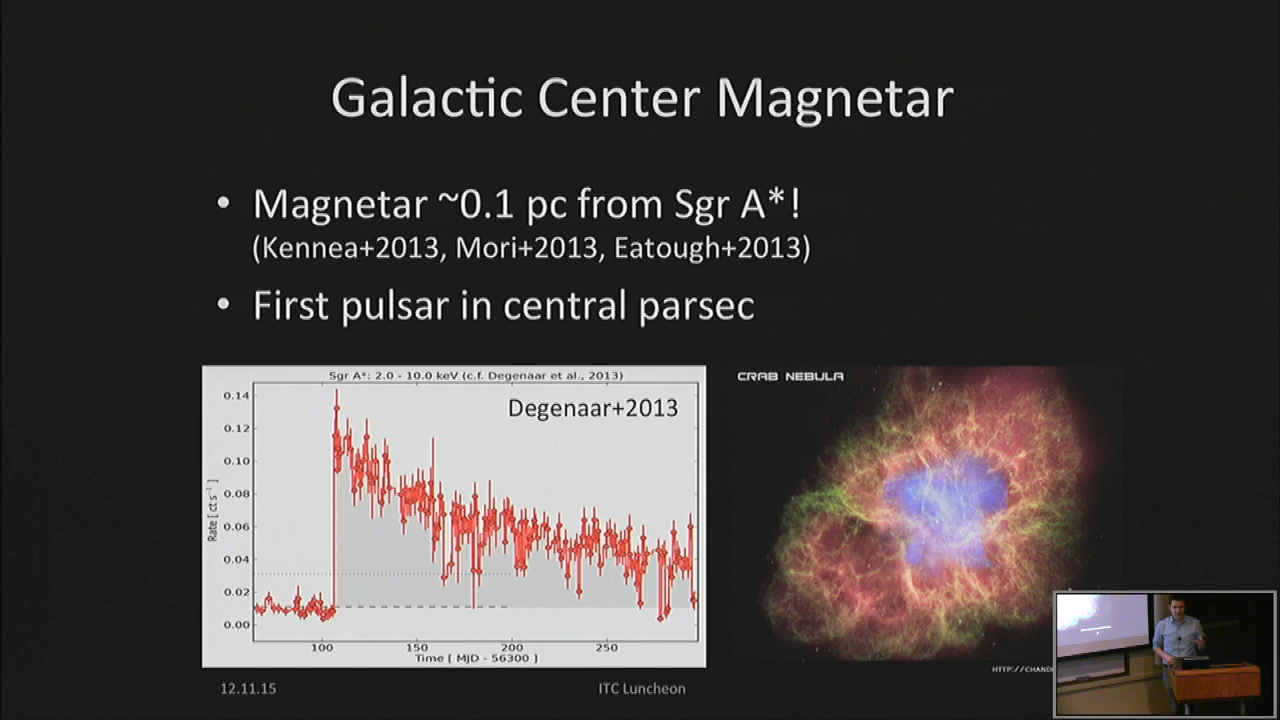 Galactic Center Magnetar
• Magnetar ~0.1 pc from Sgr A*!
(Kennea+2013, Mori+2013, Eatough+2013)
• First pulsar in central parsec
Sgr A*: 2.0 - 10.0 keV (c.f. Degenaar et al., 2013)
Degenaar+2013
Rate [ ct s⁻¹ ]
0.14
0.12
0.10
0.08
0.06
0.04
0.02
0.00
100 150 200 250
Time [ MJD - 56300 ]
CRAB NEBULA
HTTP://CHAND
12.11.15
ITC Luncheon